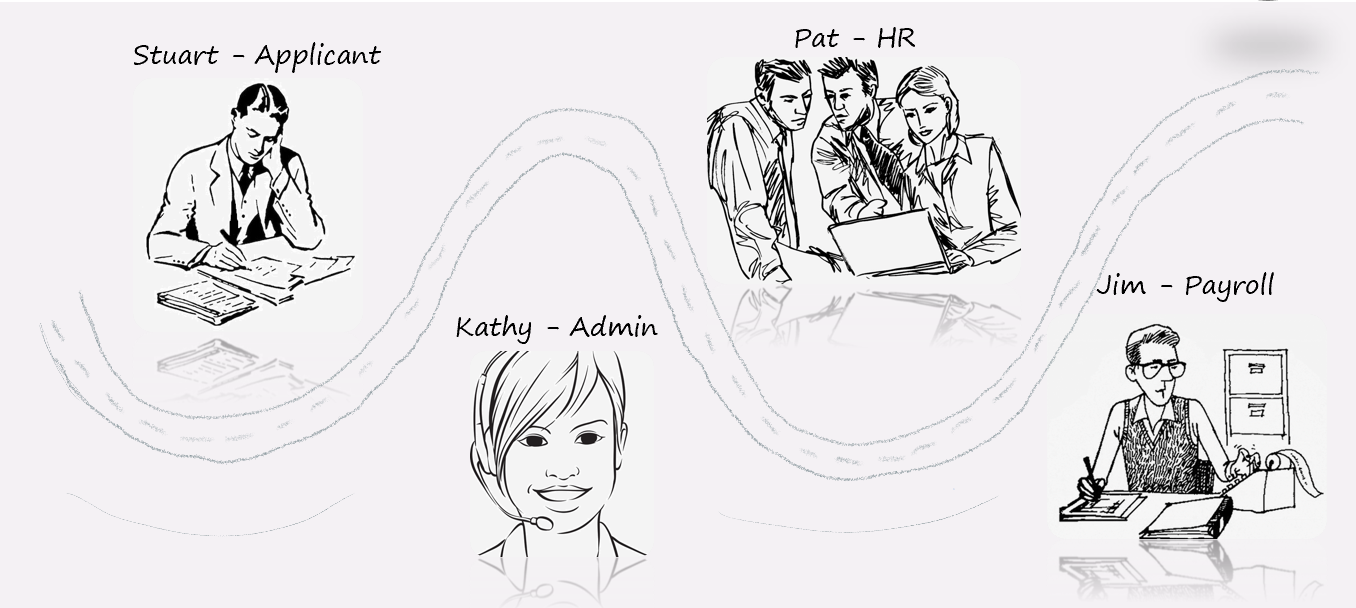 Stuart - Applicant
Pat - HR
Kathy - Admin
Jim - Payroll